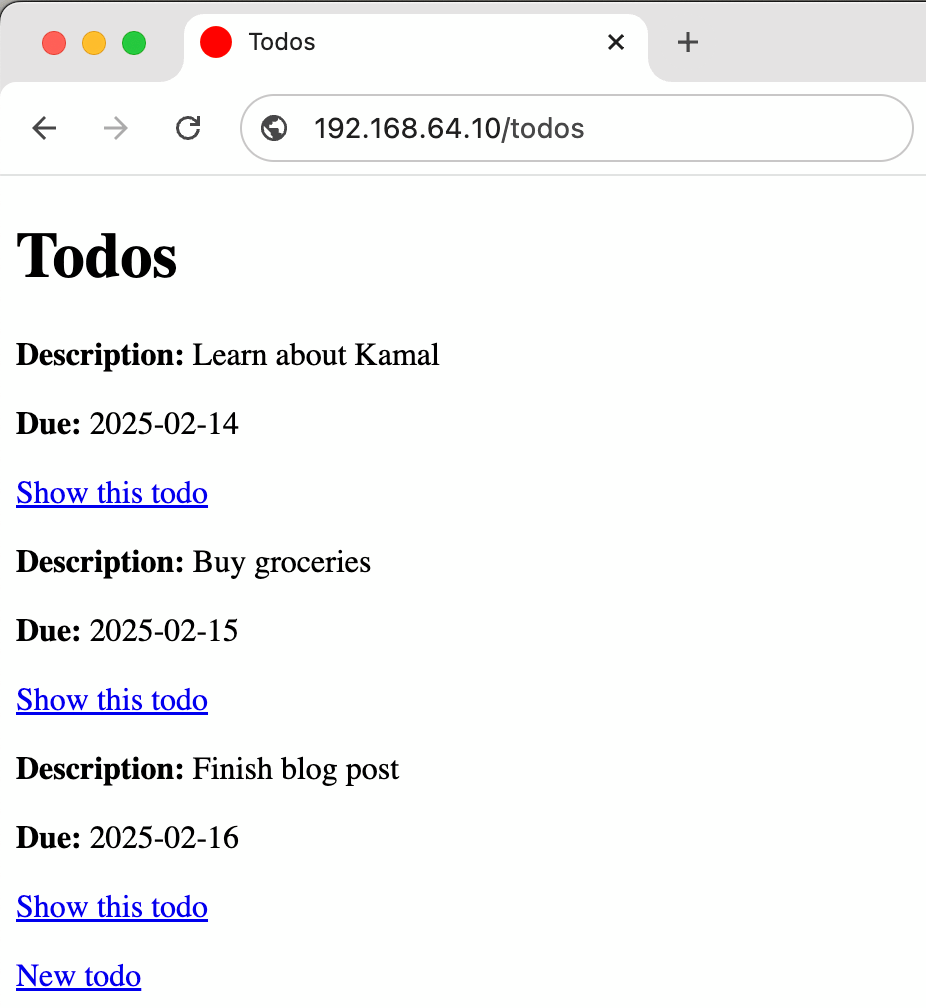 Todos
192.168.64.10/todos
Todos
Description: Learn about Kamal
Due: 2025-02-14
Show this todo
Description: Buy groceries
Due: 2025-02-15
Show this todo
Description: Finish blog post
Due: 2025-02-16
Show this todo
New todo